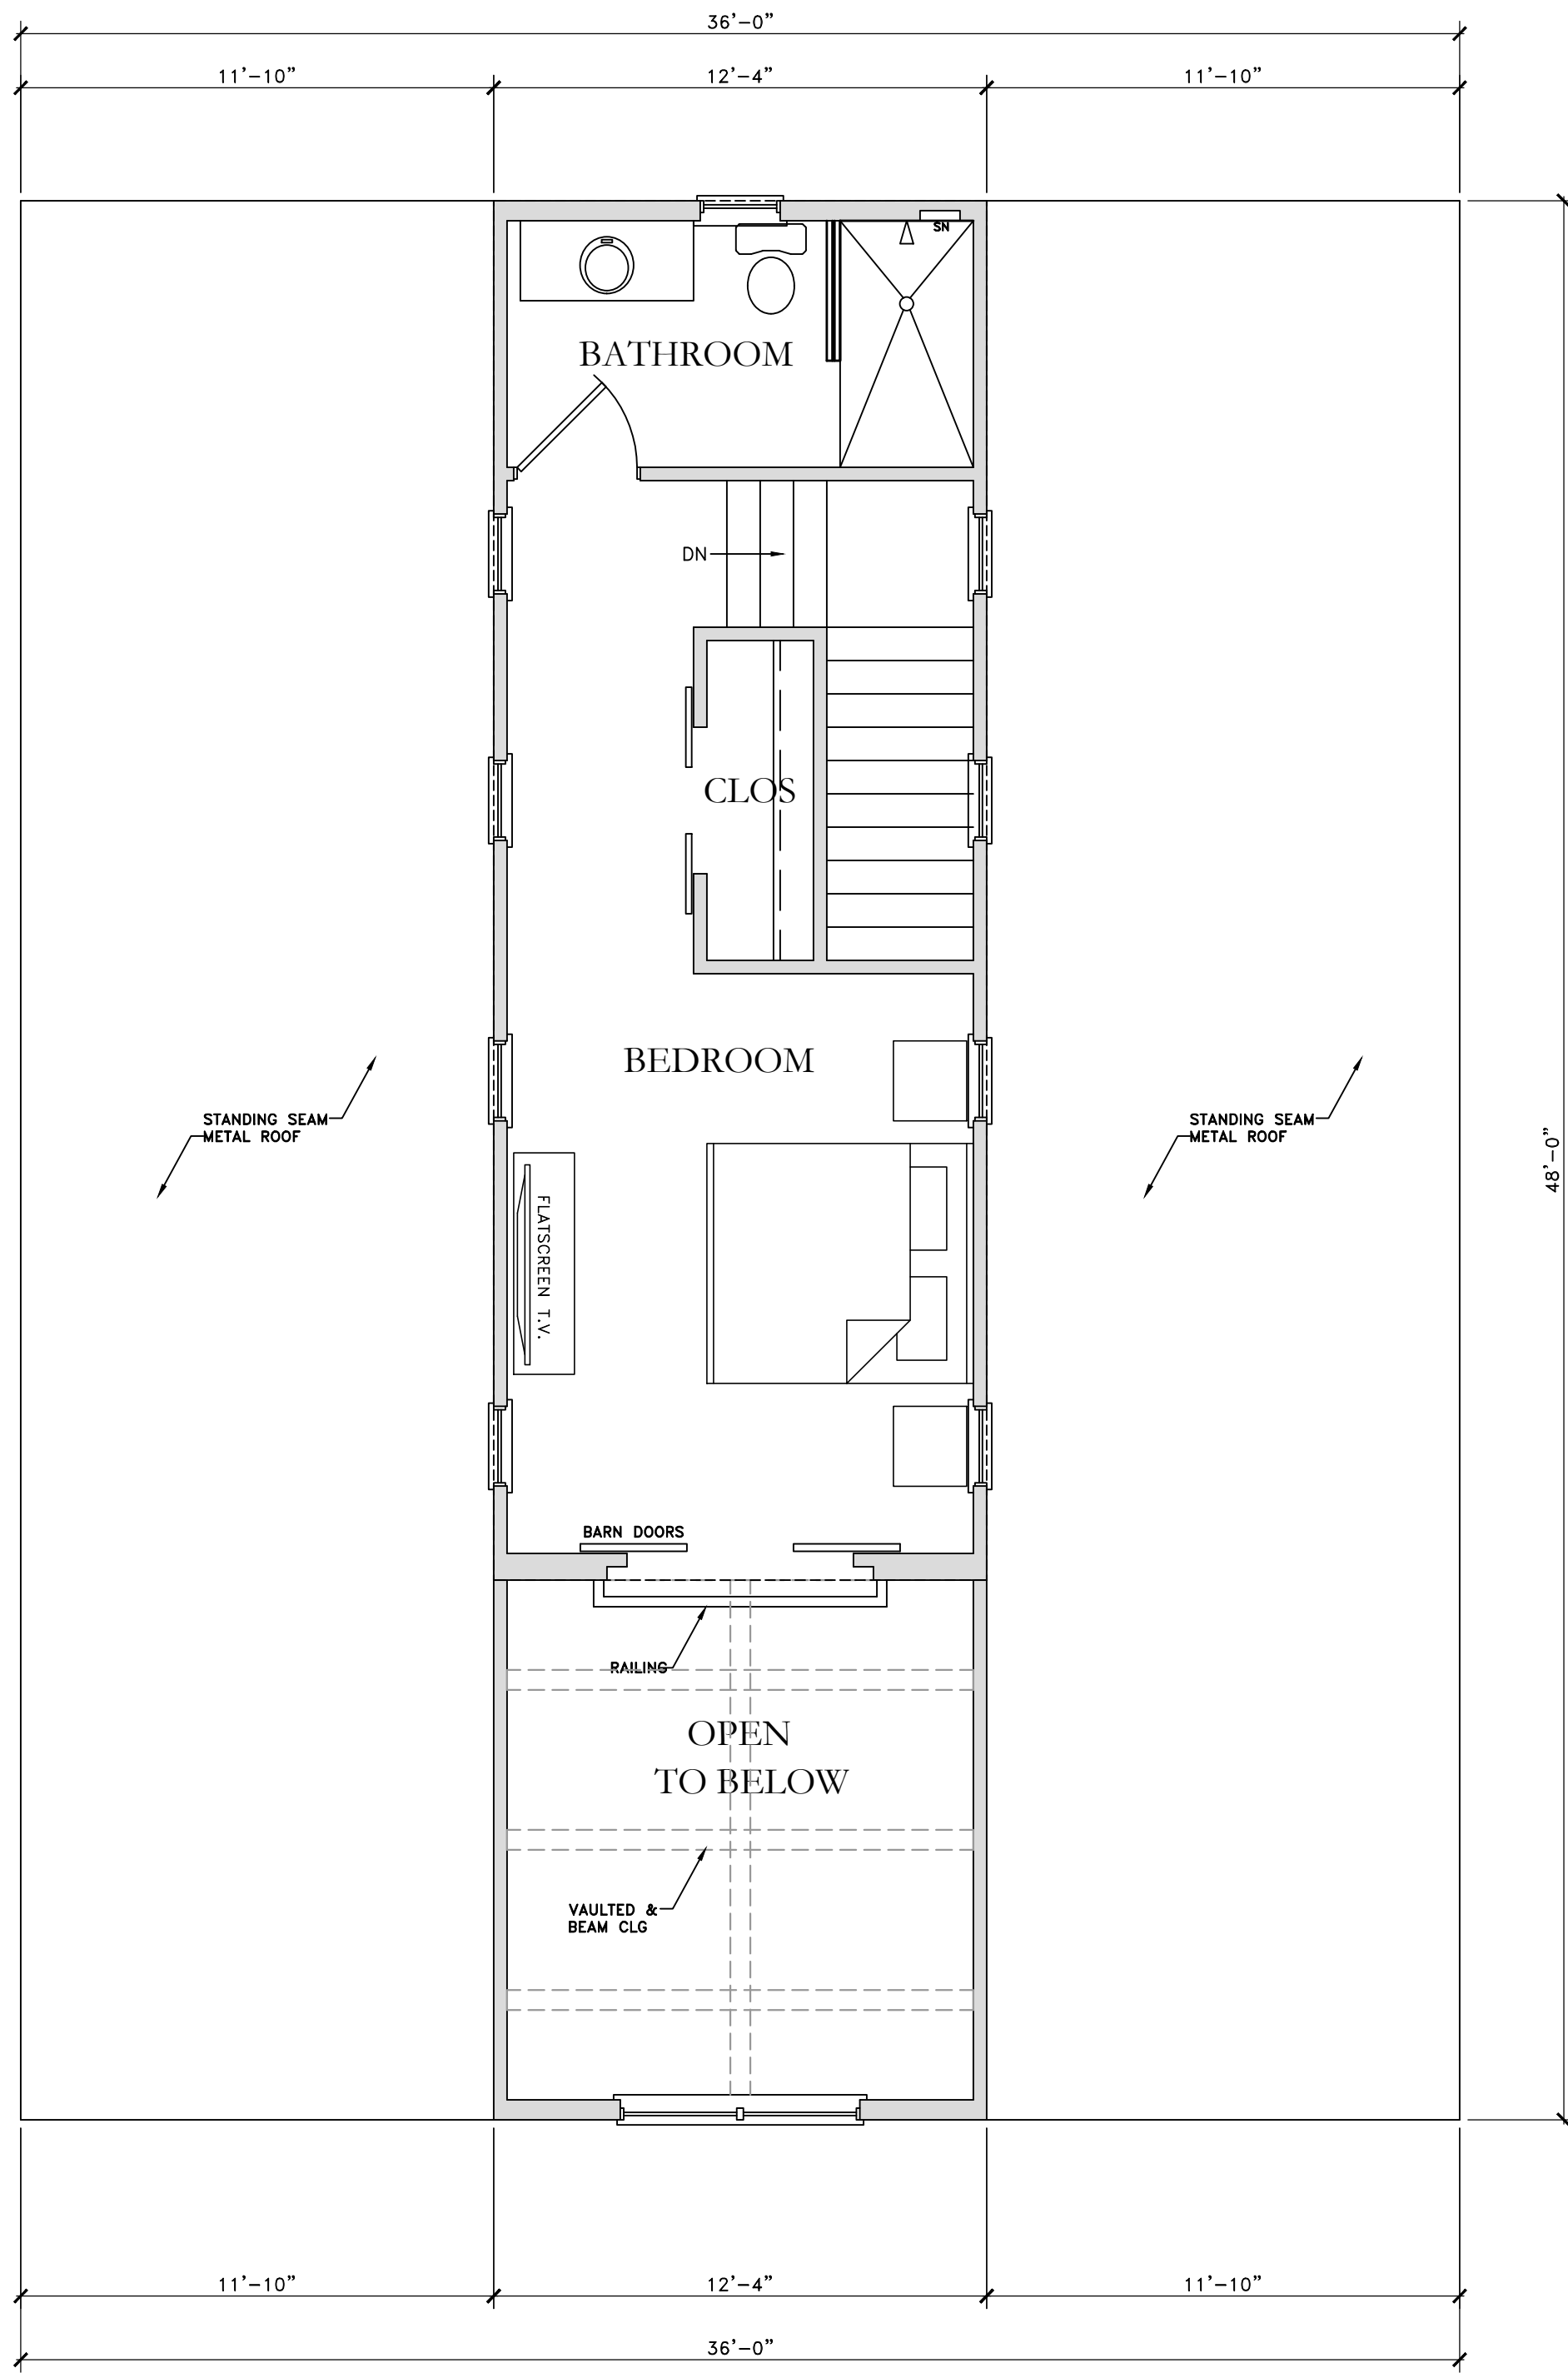 36'-0"
11'-10"
12'-4"
11'-10"
SN
BATHROOM
DN
CLOS
BEDROOM
STANDING SEAM
METAL ROOF
STANDING SEAM
METAL ROOF
48'-0"
FLATSCREEN T.V.
BARN DOORS
RAILING
OPEN
TO BELOW
VAULTED &
BEAM CLG
11'-10"
12'-4"
11'-10"
36'-0"